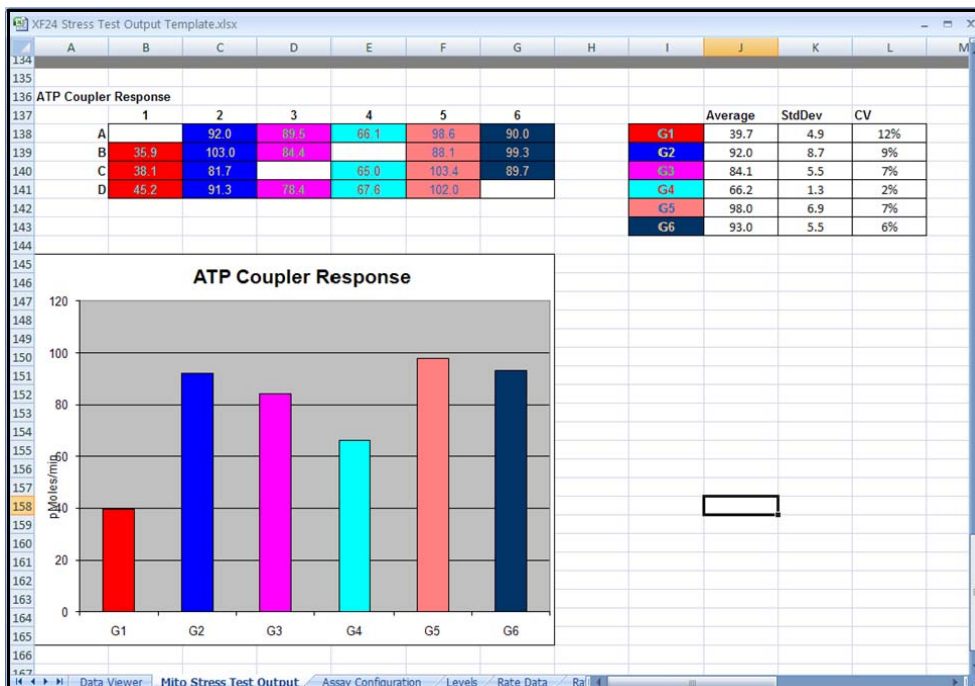 XF24 Stress Test Output Template.xlsx
A B C D E F G H I J K L M
134
135
136 ATP Coupler Response
137 1 2 3 4 5 6 Average StdDev CV
138 A 92.0 89.5 66.1 98.6 90.0 G1 39.7 4.9 12%
139 B 35.9 103.0 84.4 88.1 99.3 G2 92.0 8.7 9%
140 C 38.1 81.7 65.0 103.4 89.7 G3 84.1 5.5 7%
141 D 45.2 91.3 78.4 67.6 102.0 G4 66.2 1.3 2%
142 G5 98.0 6.9 7%
143 G6 93.0 5.5 6%
144
145
146
147
148
149
150
151
152
153
154
155
156
157
158
159
160
161
162
163
164
165
166
167
ATP Coupler Response
120
100
80
60
40
20
0
pMoles/min
G1 G2 G3 G4 G5 G6
Data Viewer Mito Stress Test Output Assay Configuration Levels Rate Data Ra